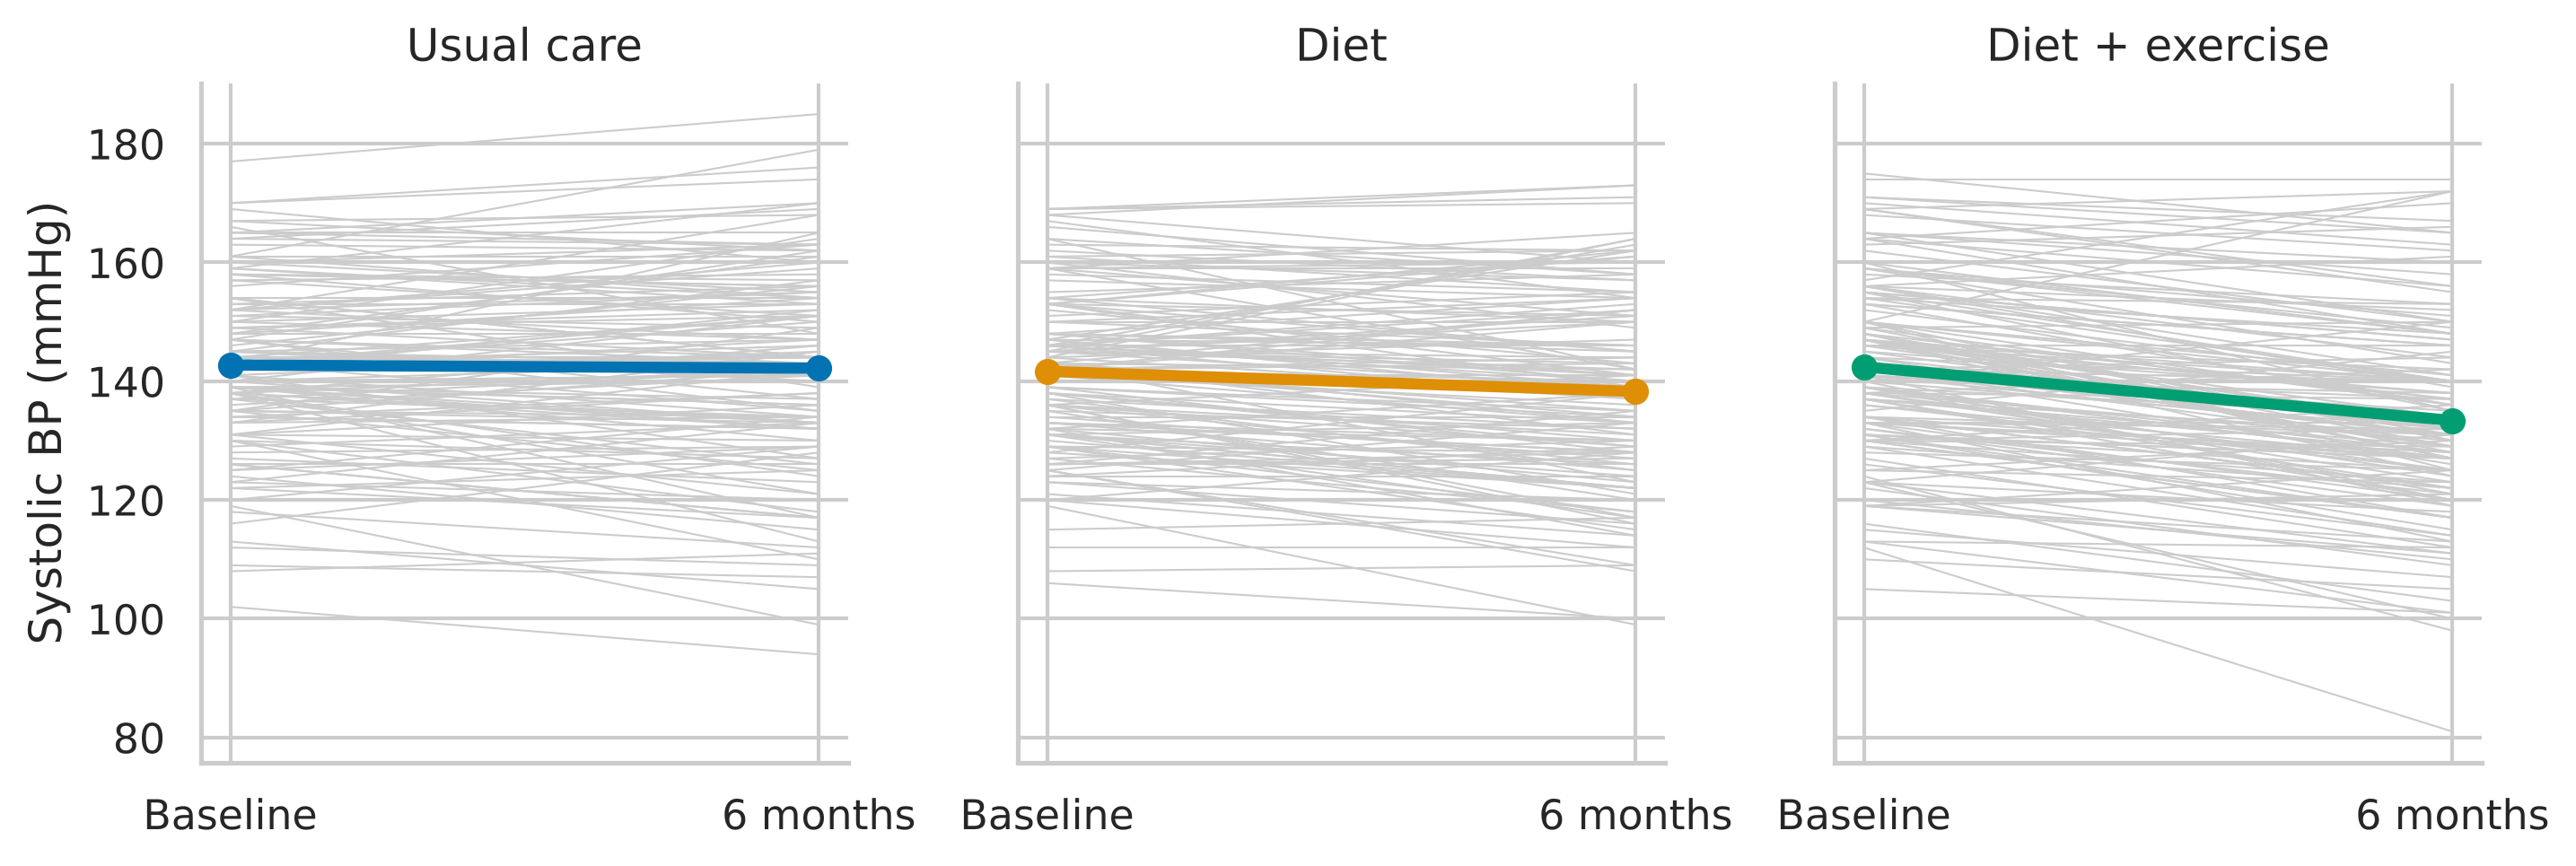 Usual care
Diet
Diet + exercise
Systolic BP (mmHg)
180
160
140
120
100
80
Baseline
6 months
Baseline
6 months
Baseline
6 months